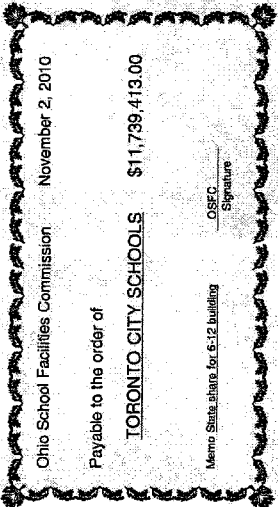 Ohio School Facilities Commission November 2, 2010
Payable to the order of
TORONTO CITY SCHOOLS $11,739,413.00
Memo State share for 6-12 building OSFC
Signature